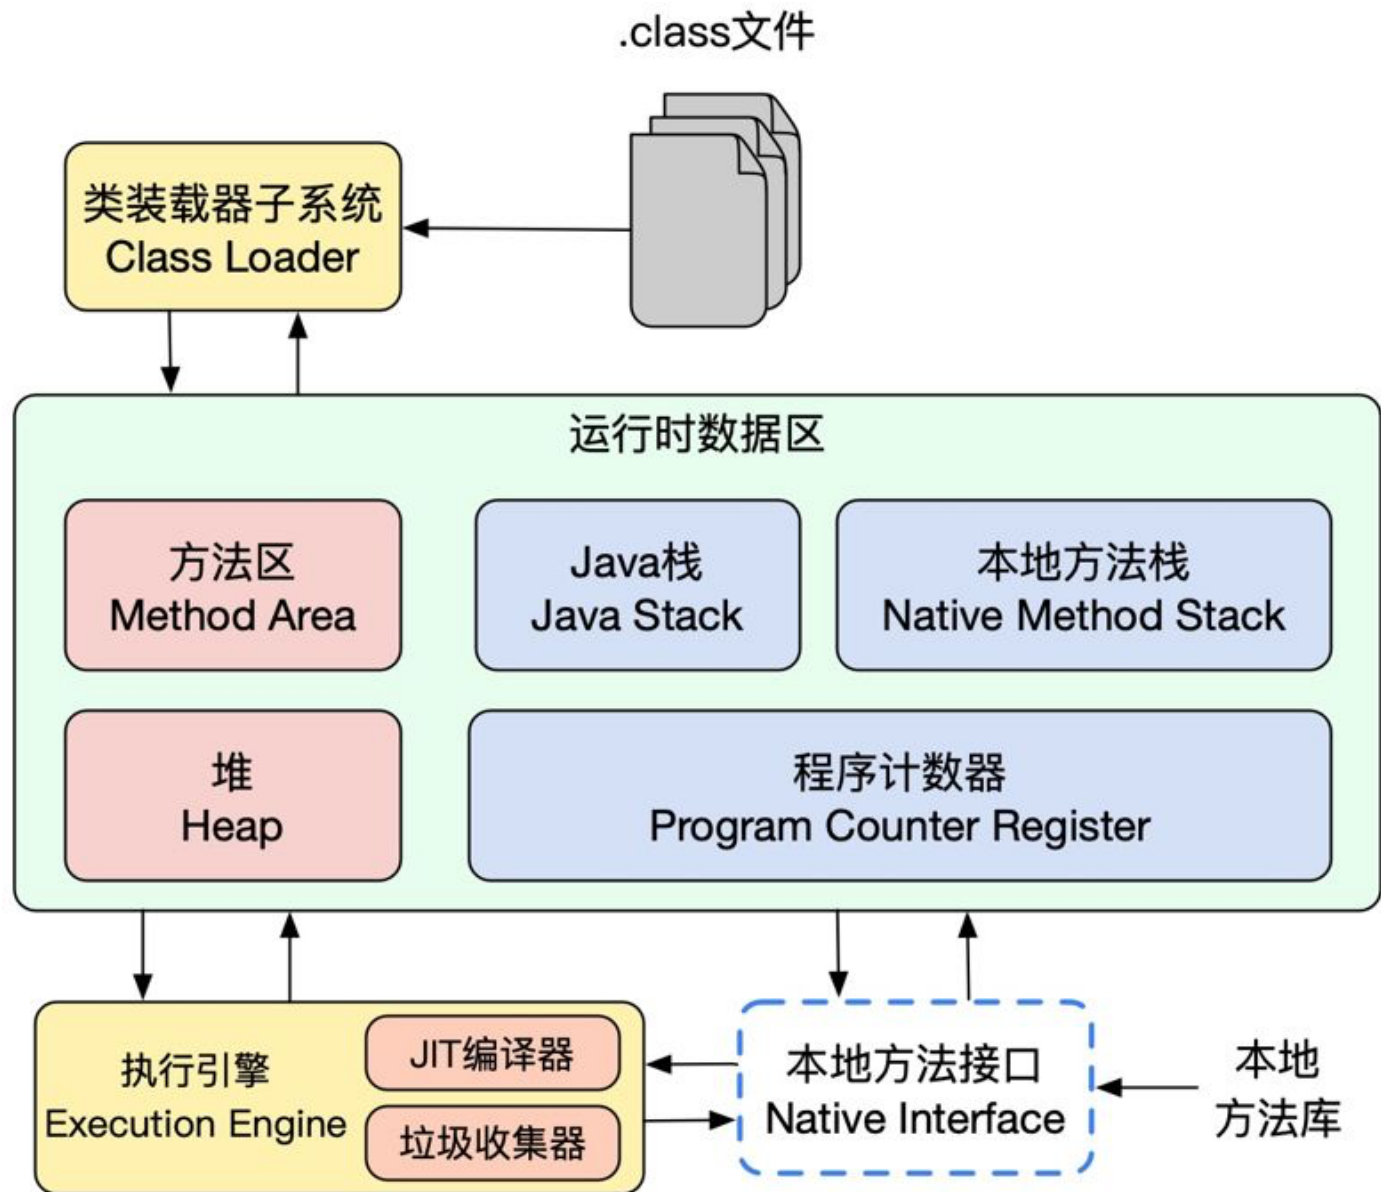 .class文件
类装载器子系统
Class Loader
运行时数据区
方法区
Method Area
Java栈
Java Stack
本地方法栈
Native Method Stack
堆
Heap
程序计数器
Program Counter Register
执行引擎
Execution Engine
JIT编译器
垃圾收集器
本地方法接口
Native Interface
本地
方法库